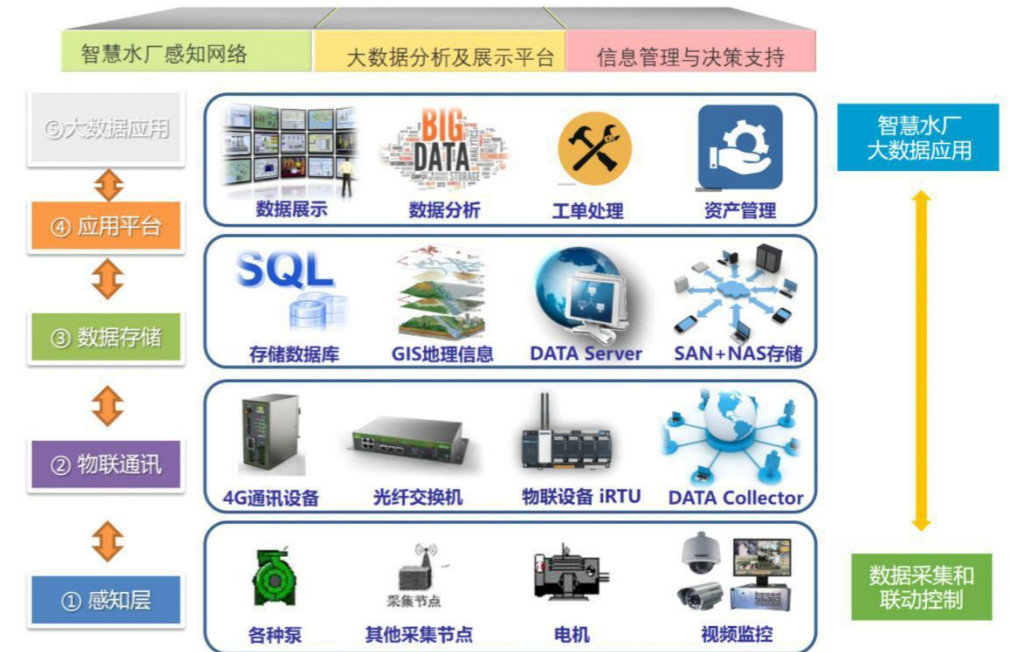 智慧水厂感知网络
大数据分析及展示平台
信息管理与决策支持
⑤大数据应用
④ 应用平台
③ 数据存储
② 物联通讯
① 感知层
BIG
DATA
ANALYTICS
STORAGE
数据展示
数据分析
工单处理
资产管理
SQL
存储数据库
GIS地理信息
DATA Server
SAN+NAS存储
4G通讯设备
光纤交换机
物联设备 iRTU
DATA Collector
采集节点
各种泵
其他采集节点
电机
视频监控
智慧水厂
大数据应用
数据采集和
联动控制